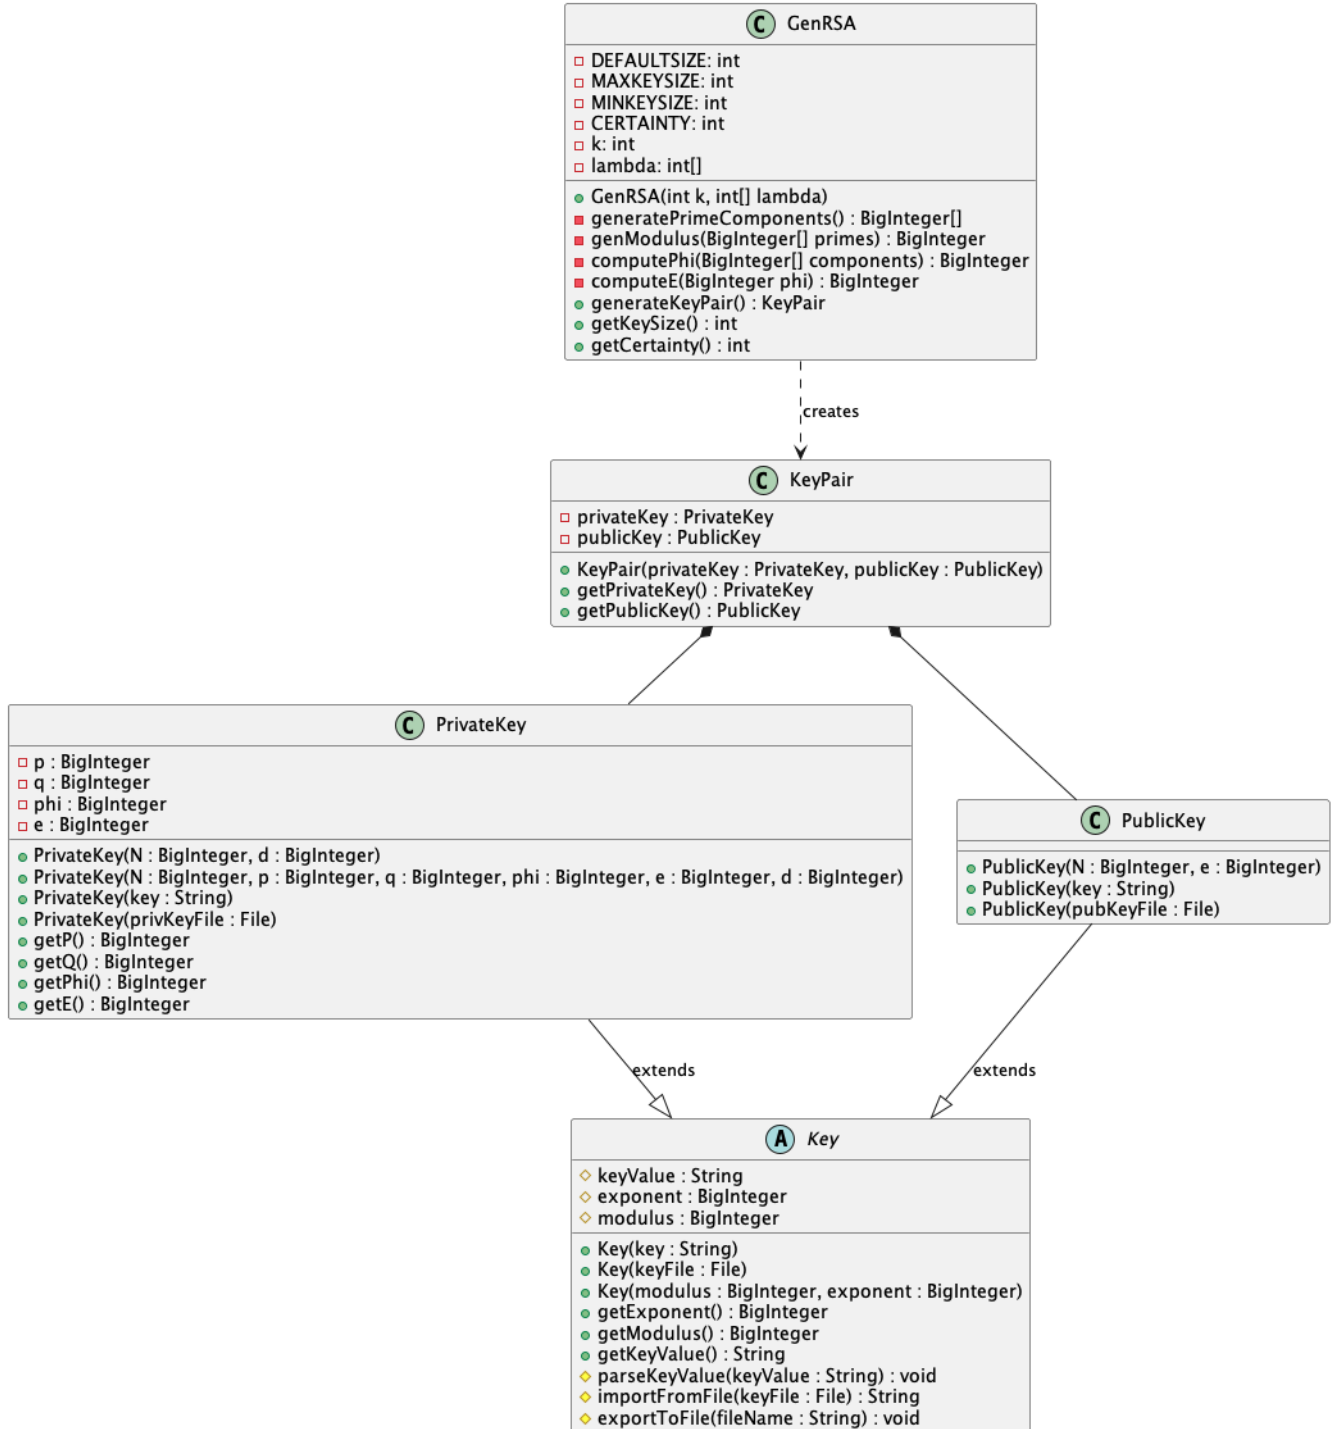 C GenRSA
DEFAULTSIZE: int
MAXKEYSIZE: int
MINKEYSIZE: int
CERTAINTY: int
k: int
lambda: int[]
GenRSA(int k, int[] lambda)
generatePrimeComponents() : BigInteger[]
genModulus(BigInteger[] primes) : BigInteger
computePhi(BigInteger[] components) : BigInteger
computeE(BigInteger phi) : BigInteger
generateKeyPair() : KeyPair
getKeySize() : int
getCertainty() : int
creates
C KeyPair
privateKey : PrivateKey
publicKey : PublicKey
KeyPair(privateKey : PrivateKey, publicKey : PublicKey)
getPrivateKey() : PrivateKey
getPublicKey() : PublicKey
C PrivateKey
p : BigInteger
q : BigInteger
phi : BigInteger
e : BigInteger
PrivateKey(N : BigInteger, d : BigInteger)
PrivateKey(N : BigInteger, p : BigInteger, q : BigInteger, phi : BigInteger, e : BigInteger, d : BigInteger)
PrivateKey(key : String)
PrivateKey(privKeyFile : File)
getP() : BigInteger
getQ() : BigInteger
getPhi() : BigInteger
getE() : BigInteger
C PublicKey
PublicKey(N : BigInteger, e : BigInteger)
PublicKey(key : String)
PublicKey(pubKeyFile : File)
extends
extends
A Key
keyValue : String
exponent : BigInteger
modulus : BigInteger
Key(key : String)
Key(keyFile : File)
Key(modulus : BigInteger, exponent : BigInteger)
getExponent() : BigInteger
getModulus() : BigInteger
getKeyValue() : String
parseKeyValue(keyValue : String) : void
importFromFile(keyFile : File) : String
exportToFile(fileName : String) : void